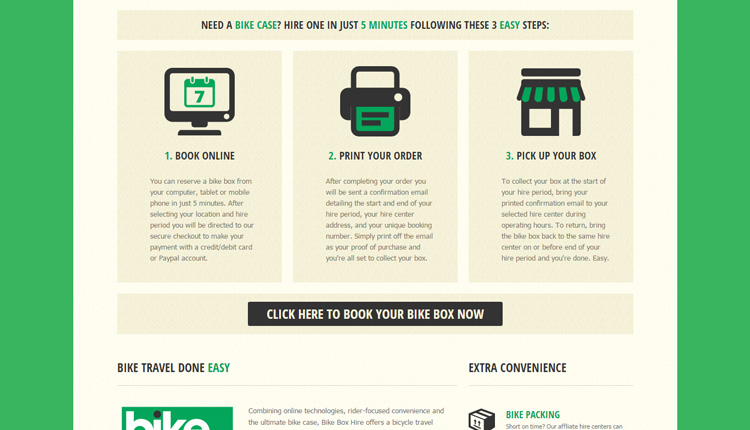 NEED A BIKE CASE? HIRE ONE IN JUST 5 MINUTES FOLLOWING THESE 3 EASY STEPS:
7
1. BOOK ONLINE
You can reserve a bike box from
your computer, tablet or mobile
phone in just 5 minutes. After
selecting your location and hire
period you will be directed to our
secure checkout to make your
payment with a credit/debit card
or Paypal account.
2. PRINT YOUR ORDER
After completing your order you
will be sent a confirmation email
detailing the start and end of your
hire period, your hire center
address, and your unique booking
number. Simply print off the email
as your proof of purchase and
you're all set to collect your box.
3. PICK UP YOUR BOX
To collect your box at the start of
your hire period, bring your
printed confirmation email to your
selected hire center during
operating hours. To return, bring
the bike box back to the same hire
center on or before end of your
hire period and you're done. Easy.
CLICK HERE TO BOOK YOUR BIKE BOX NOW
BIKE TRAVEL DONE EASY
bike
Combining online technologies, rider-focused convenience and
the ultimate bike case, Bike Box Hire offers a bicycle travel
EXTRA CONVENIENCE
BIKE PACKING
Short on time? Our affliate hire centers can